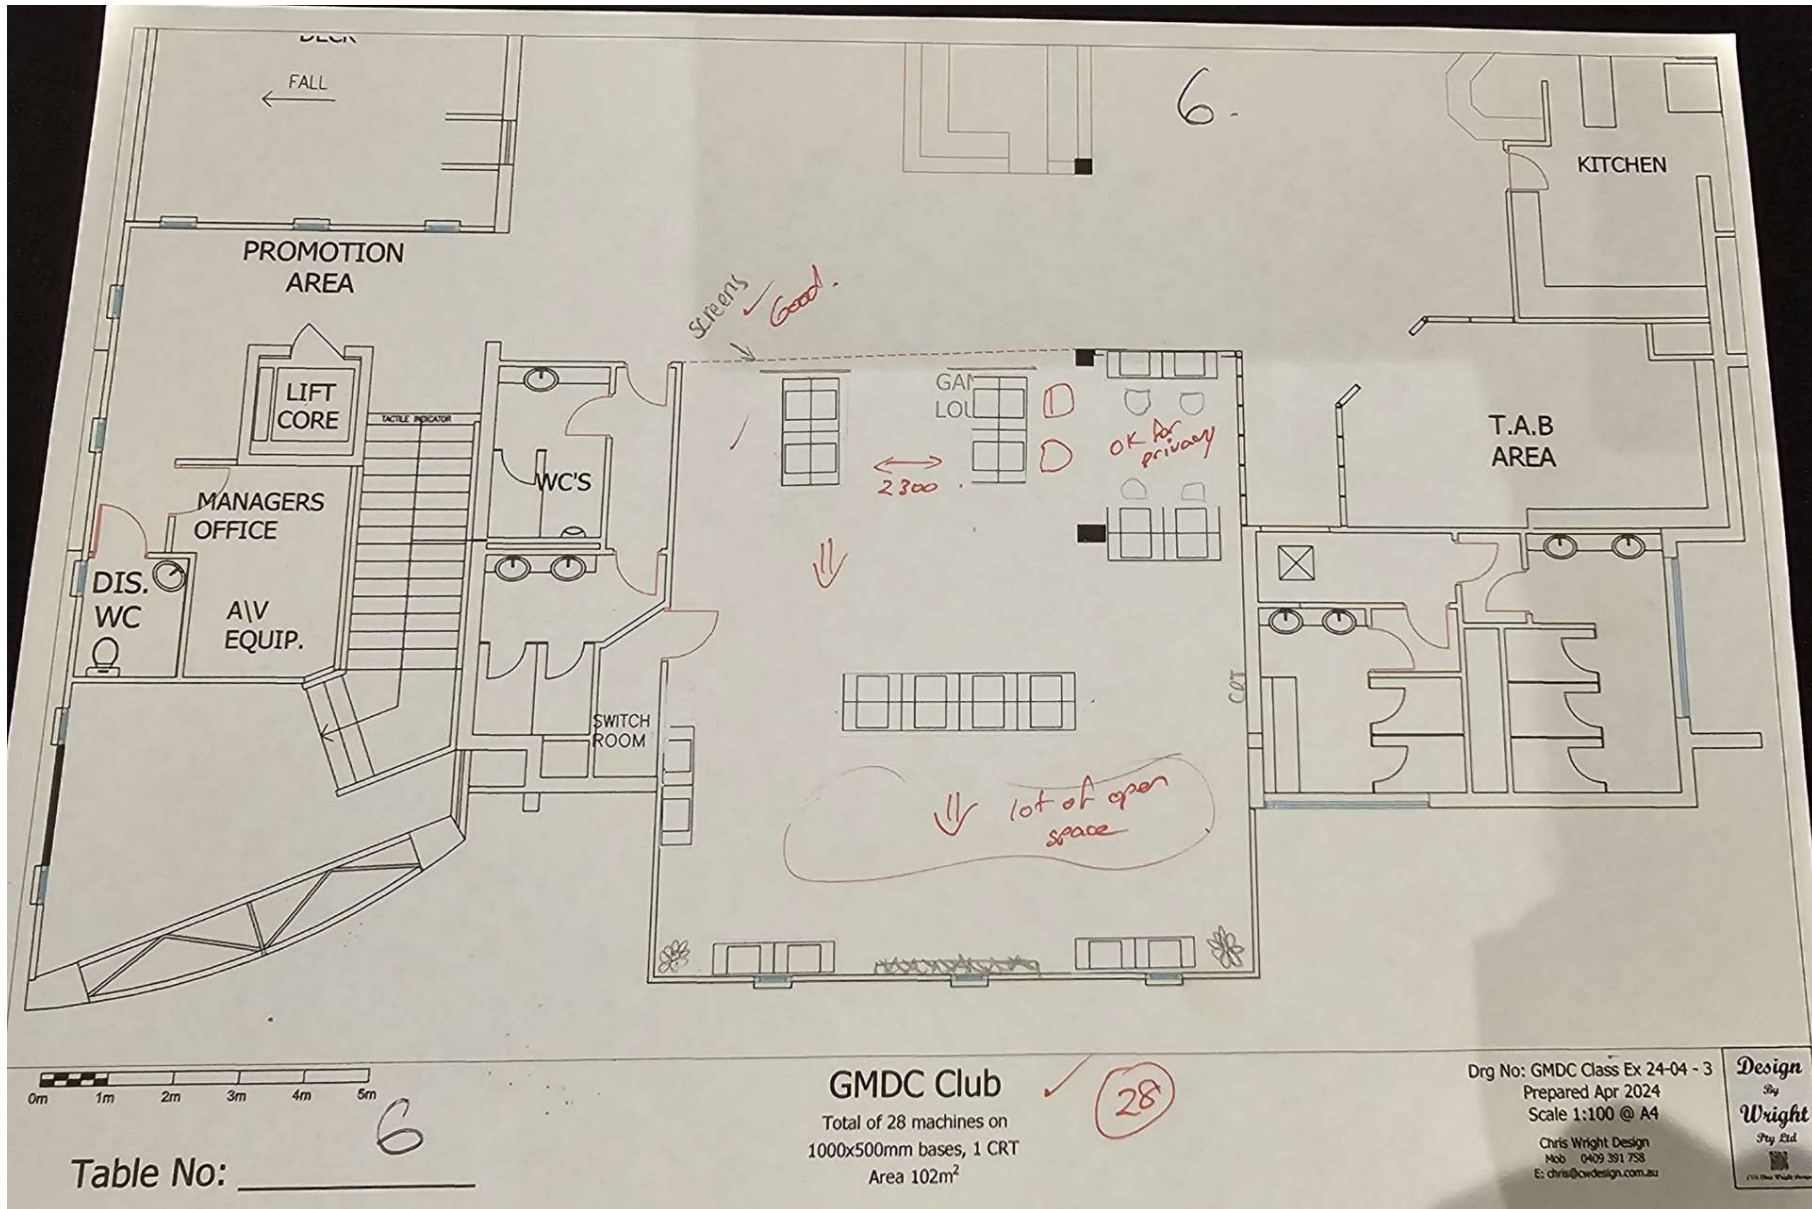 DECK
FALL
6.
KITCHEN
PROMOTION
AREA
screens
✓ Good.
LIFT
CORE
TACTILE INDICATOR
GAM
LOU
OK for
privacy
2300
T.A.B
AREA
WC'S
MANAGERS
OFFICE
DIS.
WC
A\V
EQUIP.
CRT
SWITCH
ROOM
lot of open
space
0m 1m 2m 3m 4m 5m
6
Table No:
GMDC Club ✓ 28
Total of 28 machines on
1000x500mm bases, 1 CRT
Area 102m²
Drg No: GMDC Class Ex 24-04 - 3
Prepared Apr 2024
Scale 1:100 @ A4
Chris Wright Design
Mob 0409 391 758
E: chris@cwdesign.com.au
Design
By
Wright
Pty Ltd